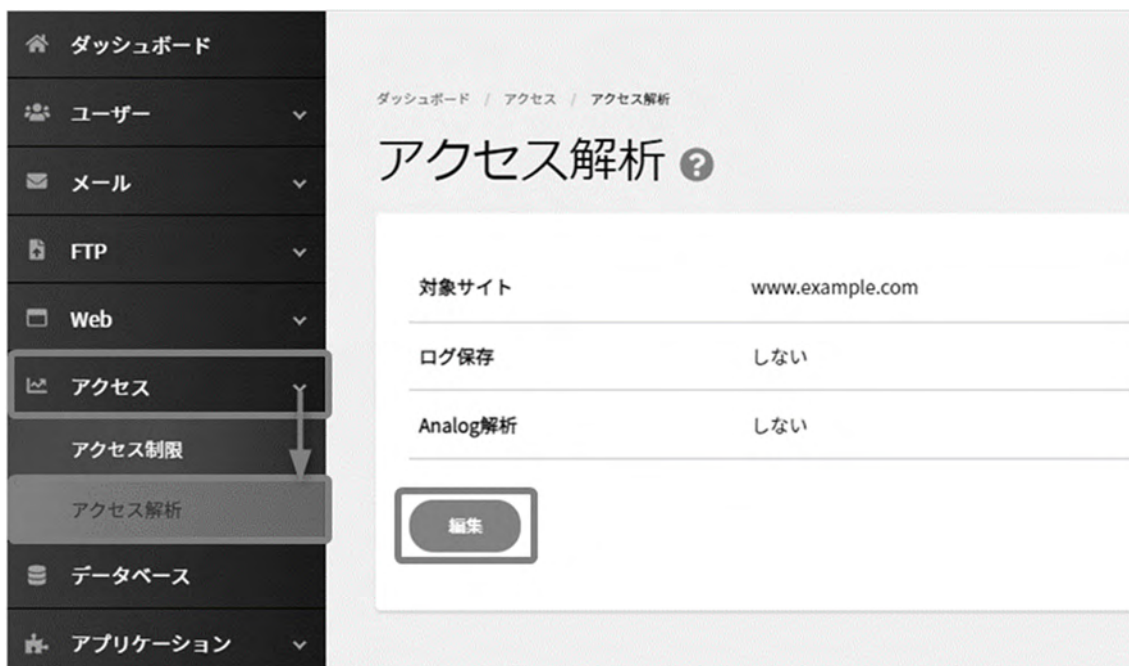 ダッシュボード
ユーザー
メール
FTP
Web
アクセス
アクセス制限
アクセス解析
データベース
アプリケーション
ダッシュボード / アクセス / アクセス解析
アクセス解析 ?
対象サイト www.example.com
ログ保存 しない
Analog解析 しない
編集